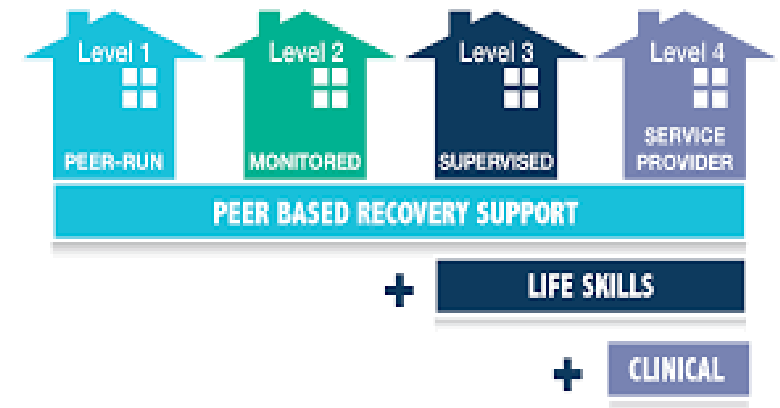 Level 1
Level 2
Level 3
Level 4
PEER-RUN
MONITORED
SUPERVISED
SERVICE
PROVIDER
PEER BASED RECOVERY SUPPORT
+ LIFE SKILLS
+ CLINICAL